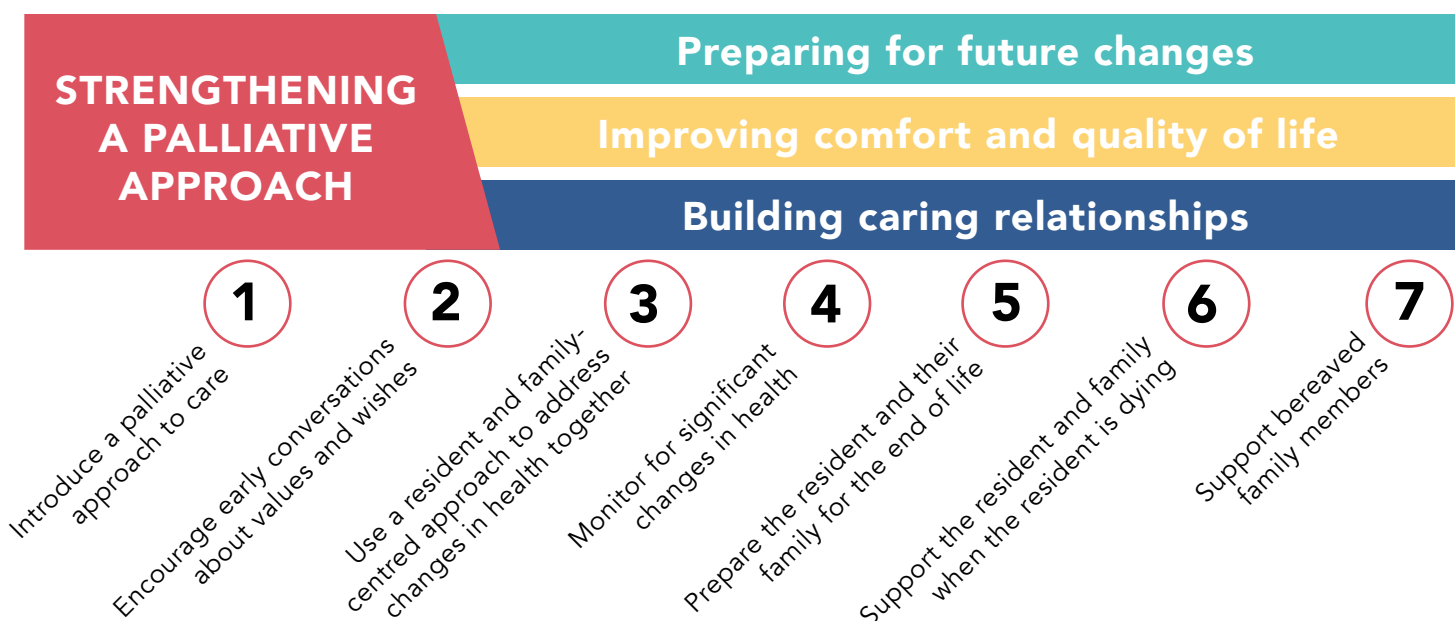 STRENGTHENING
A PALLIATIVE
APPROACH
Preparing for future changes
Improving comfort and quality of life
Building caring relationships
1
Introduce a palliative
approach to care
2
Encourage early conversations
about values and wishes
3
Use a resident and family-
centred approach to address
changes in health together
4
Monitor for significant
changes in health
5
Prepare the resident and their
family for the end of life
6
Support the resident and family
when the resident is dying
7
Support bereaved
family members